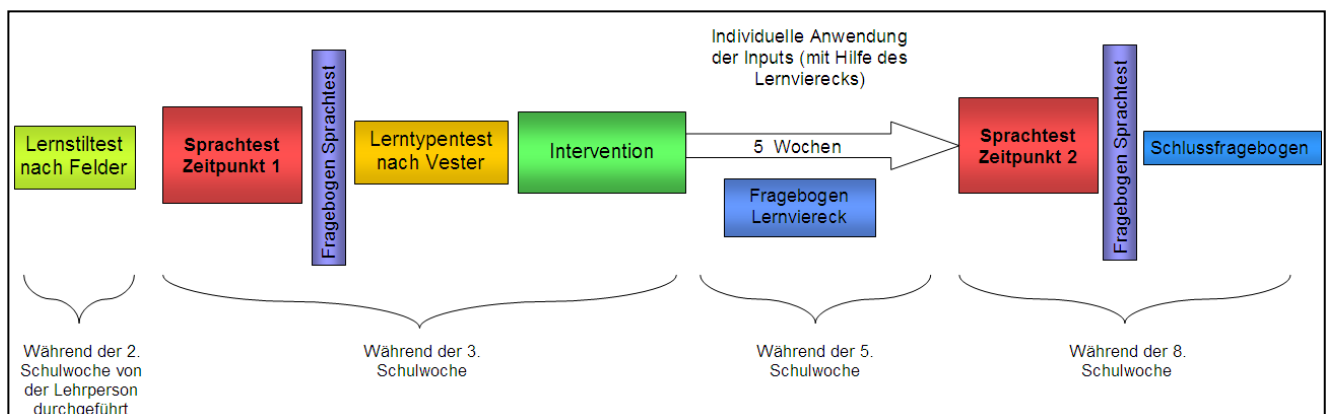 Lernstiltest
nach Felder
Sprachtest
Zeitpunkt 1
Fragebogen Sprachtest
Lerntypentest
nach Vester
Intervention
Individuelle Anwendung
der Inputs (mit Hilfe des
Lernvierecks)
5 Wochen
Fragebogen
Lernviereck
Sprachtest
Zeitpunkt 2
Fragebogen Sprachtest
Schlussfragebogen
Während der 2.
Schulwoche von
der Lehrperson
durchgeführt
Während der 3.
Schulwoche
Während der 5.
Schulwoche
Während der 8.
Schulwoche